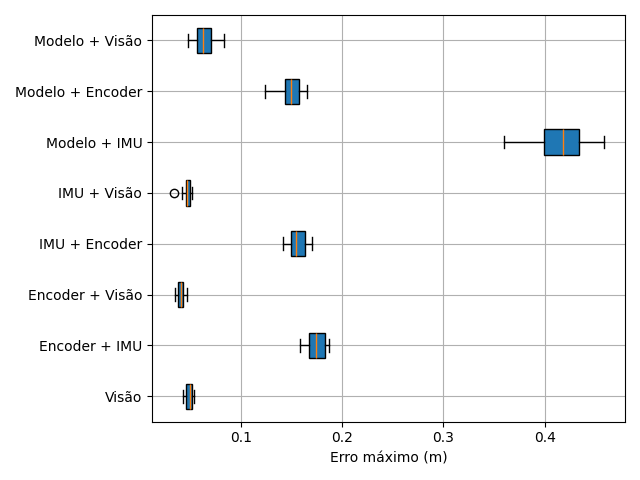 Modelo + Visão
Modelo + Encoder
Modelo + IMU
IMU + Visão
IMU + Encoder
Encoder + Visão
Encoder + IMU
Visão
0.1 0.2 0.3 0.4
Erro máximo (m)